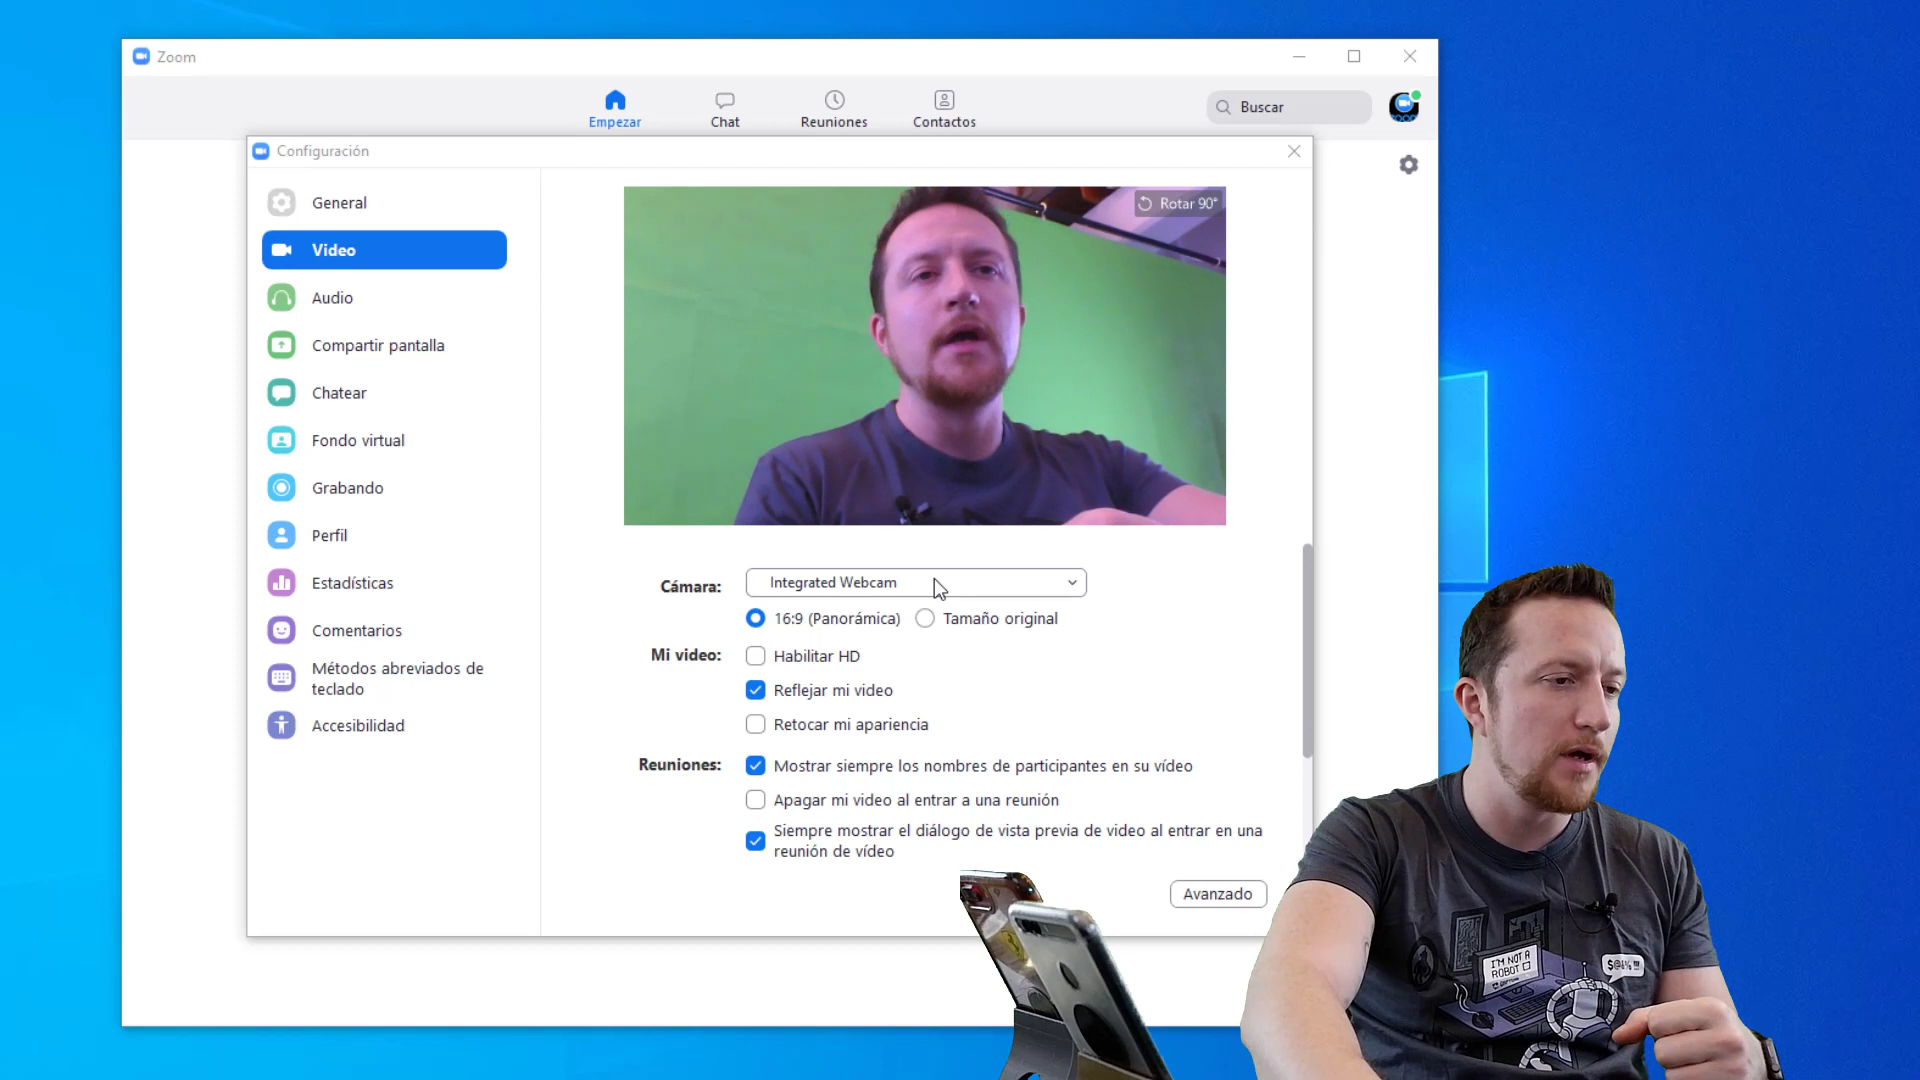 Zoom
Empezar
Chat
Reuniones
Contactos
Buscar
Configuración
General
Video
Audio
Compartir pantalla
Chatear
Fondo virtual
Grabando
Perfil
Estadísticas
Comentarios
Métodos abreviados de
teclado
Accesibilidad
Rotar 90°
Cámara:
Integrated Webcam
16:9 (Panorámica)
Tamaño original
Mi video:
Habilitar HD
Reflejar mi video
Retocar mi apariencia
Reuniones:
Mostrar siempre los nombres de participantes en su vídeo
Apagar mi video al entrar a una reunión
Siempre mostrar el diálogo de vista previa de video al entrar en una
reunión de vídeo
Avanzado
I'M NOT A
ROBOT
$@&% !!!